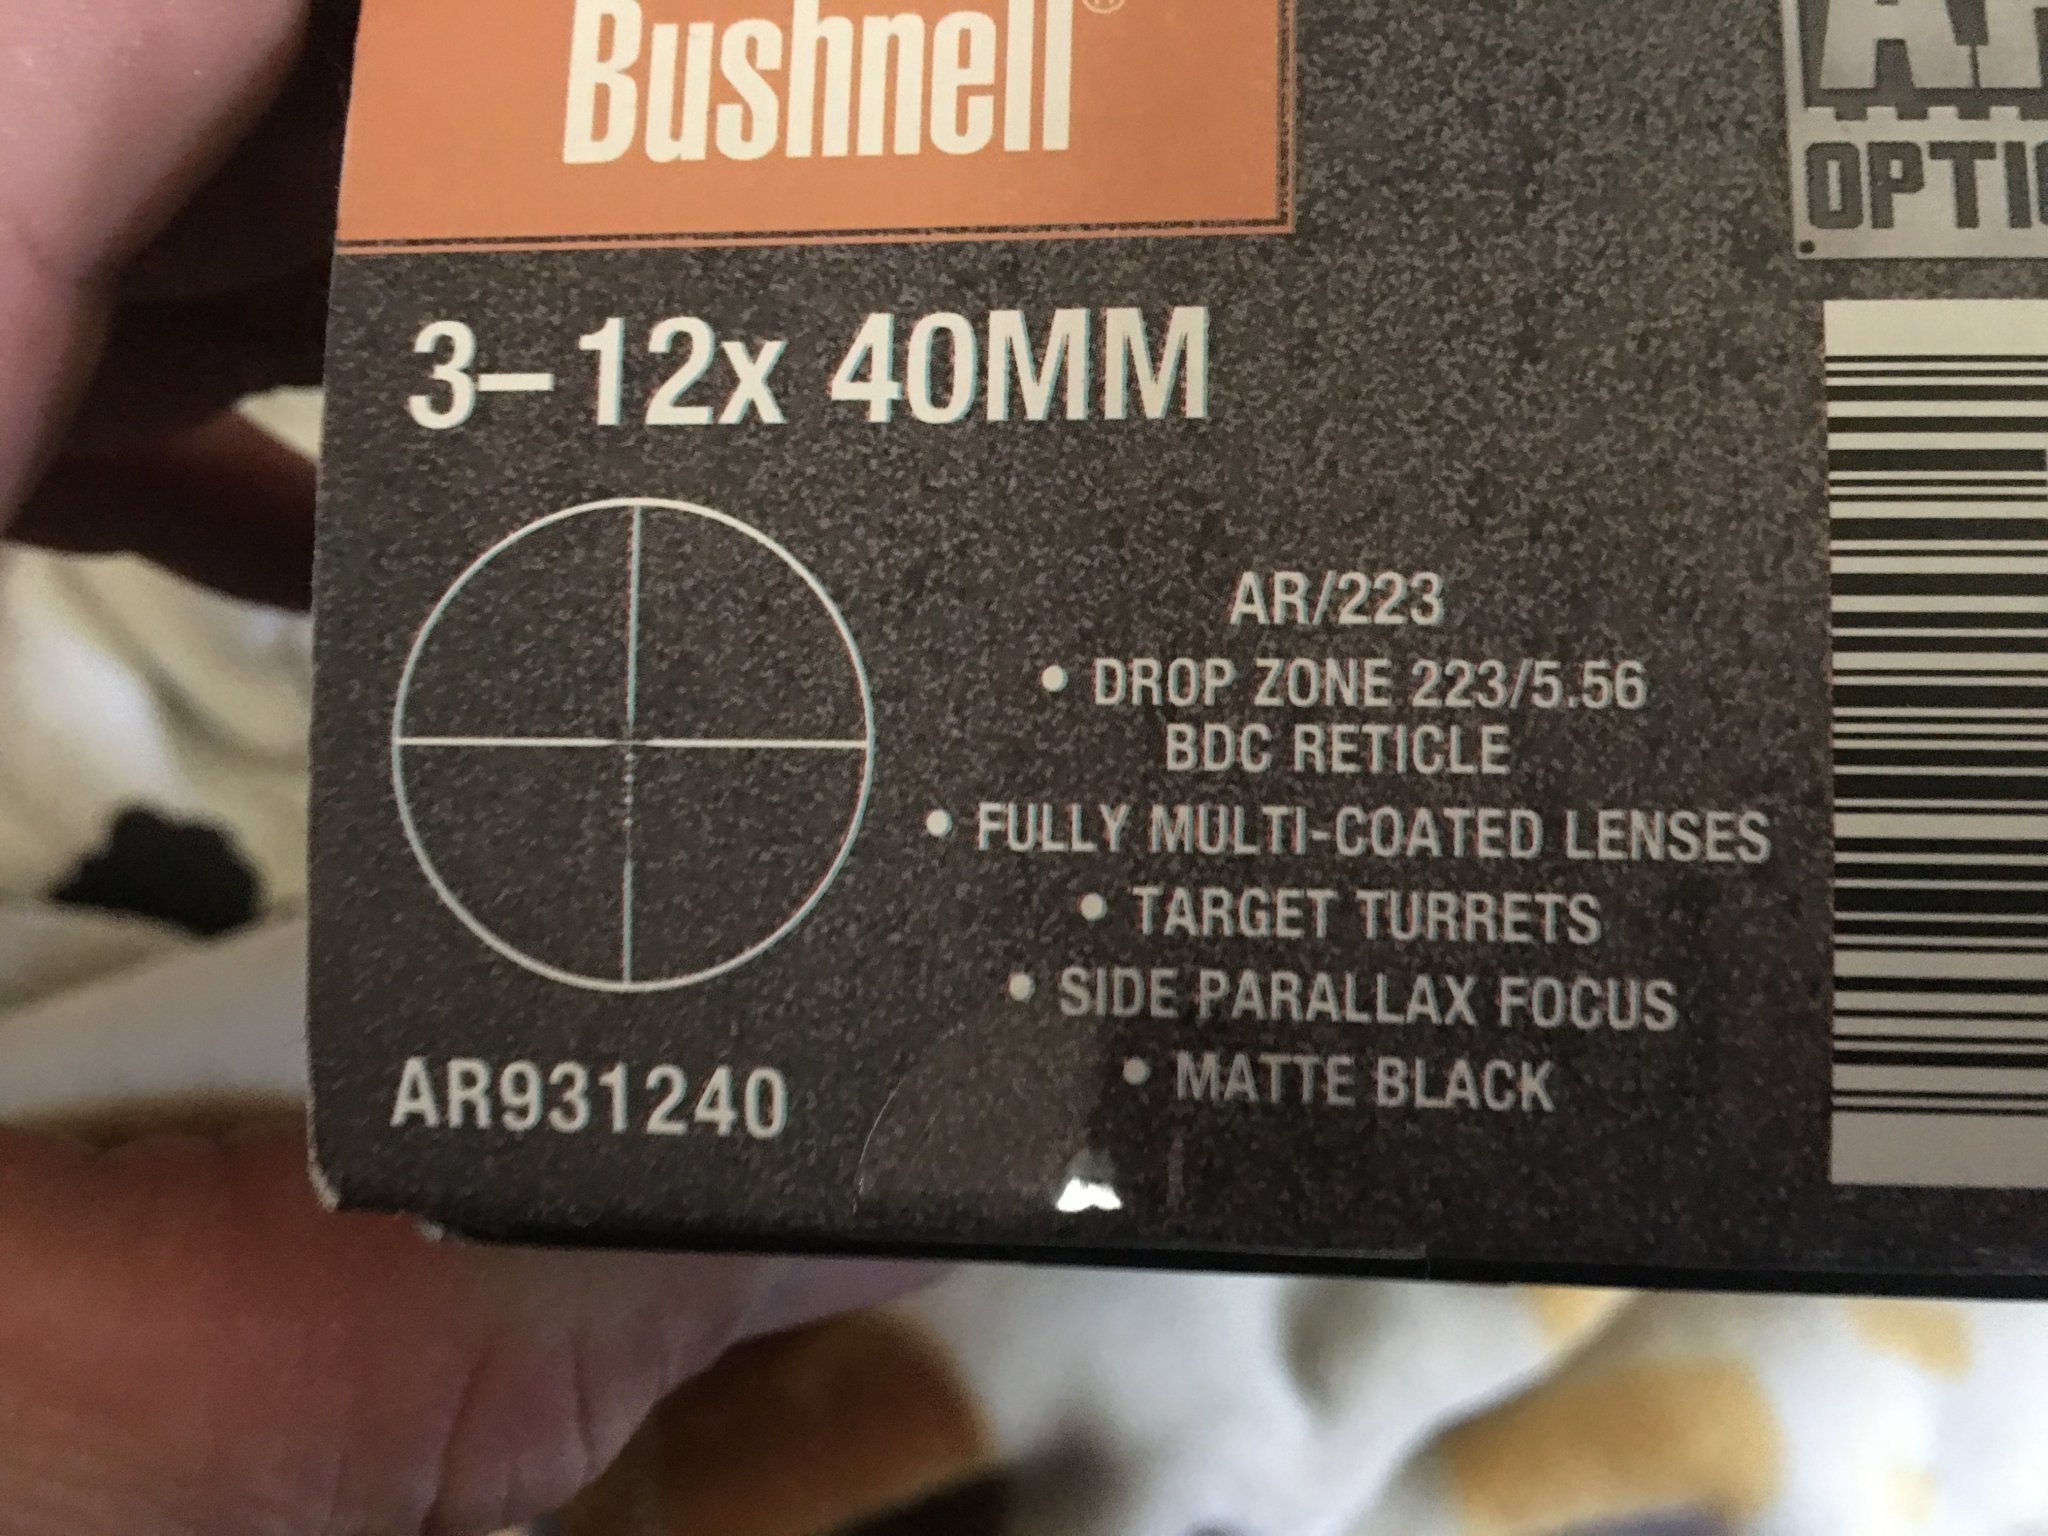 Bushnell®
OPTIC
3–12x 40MM
AR/223
• DROP ZONE 223/5.56
BDC RETICLE
• FULLY MULTI-COATED LENSES
• TARGET TURRETS
• SIDE PARALLAX FOCUS
• MATTE BLACK
AR931240